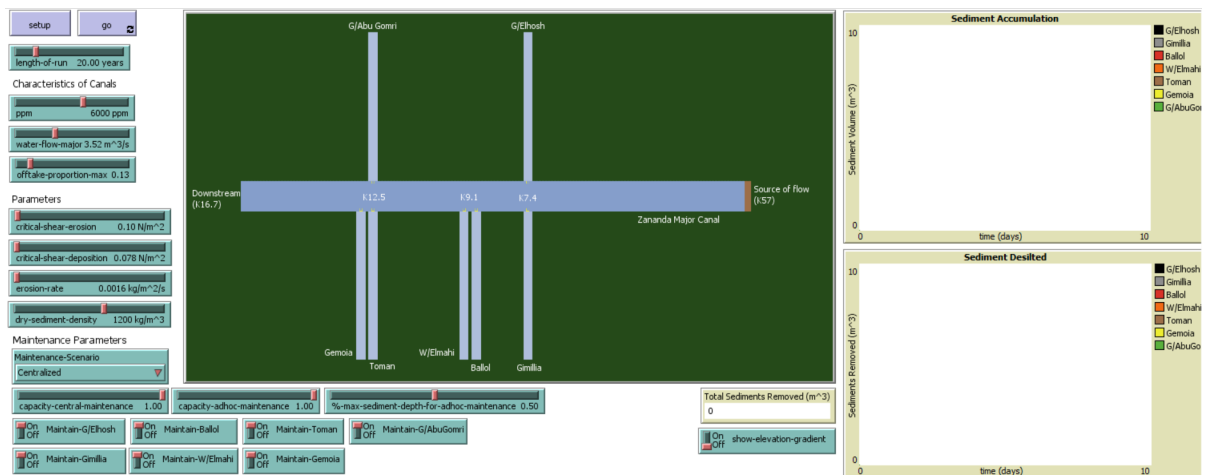 setup
go
length-of-run 20.00 years
Characteristics of Canals
ppm 6000 ppm
water-flow-major 3.52 m^3/s
offtake-proportion-max 0.13
Parameters
critical-shear-erosion 0.10 N/m^2
critical-shear-deposition 0.078 N/m^2
erosion-rate 0.0016 kg/m^2/s
dry-sediment-density 1200 kg/m^3
Maintenance Parameters
Maintenance-Scenario
Centralized
capacity-central-maintenance 1.00
capacity-adhoc-maintenance 1.00
%-max-sediment-depth-for-adhoc-maintenance 0.50
On
Off
Maintain-G/Elhosh
On
Off
Maintain-Ballol
On
Off
Maintain-Toman
On
Off
Maintain-G/AbuGomri
On
Off
Maintain-Gimillia
On
Off
Maintain-W/Elmahi
On
Off
Maintain-Gemoia
G/Abu Gomri
G/Elhosh
Downstream
(K16.7)
K12.5
K9.1
K7.4
Source of flow
(K57)
Zananda Major Canal
Gemoia
Toman
W/Elmahi
Ballol
Gimillia
Total Sediments Removed (m^3)
0
On
Off
show-elevation-gradient
Sediment Accumulation
10
Sediment Volume (m^3)
0
0
time (days)
10
G/Elhosh
Gimillia
Ballol
W/Elmahi
Toman
Gemoia
G/AbuGor
Sediment Desilted
10
Sediments Removed (m^3)
0
0
time (days)
10
G/Elhosh
Gimillia
Ballol
W/Elmahi
Toman
Gemoia
G/AbuGo